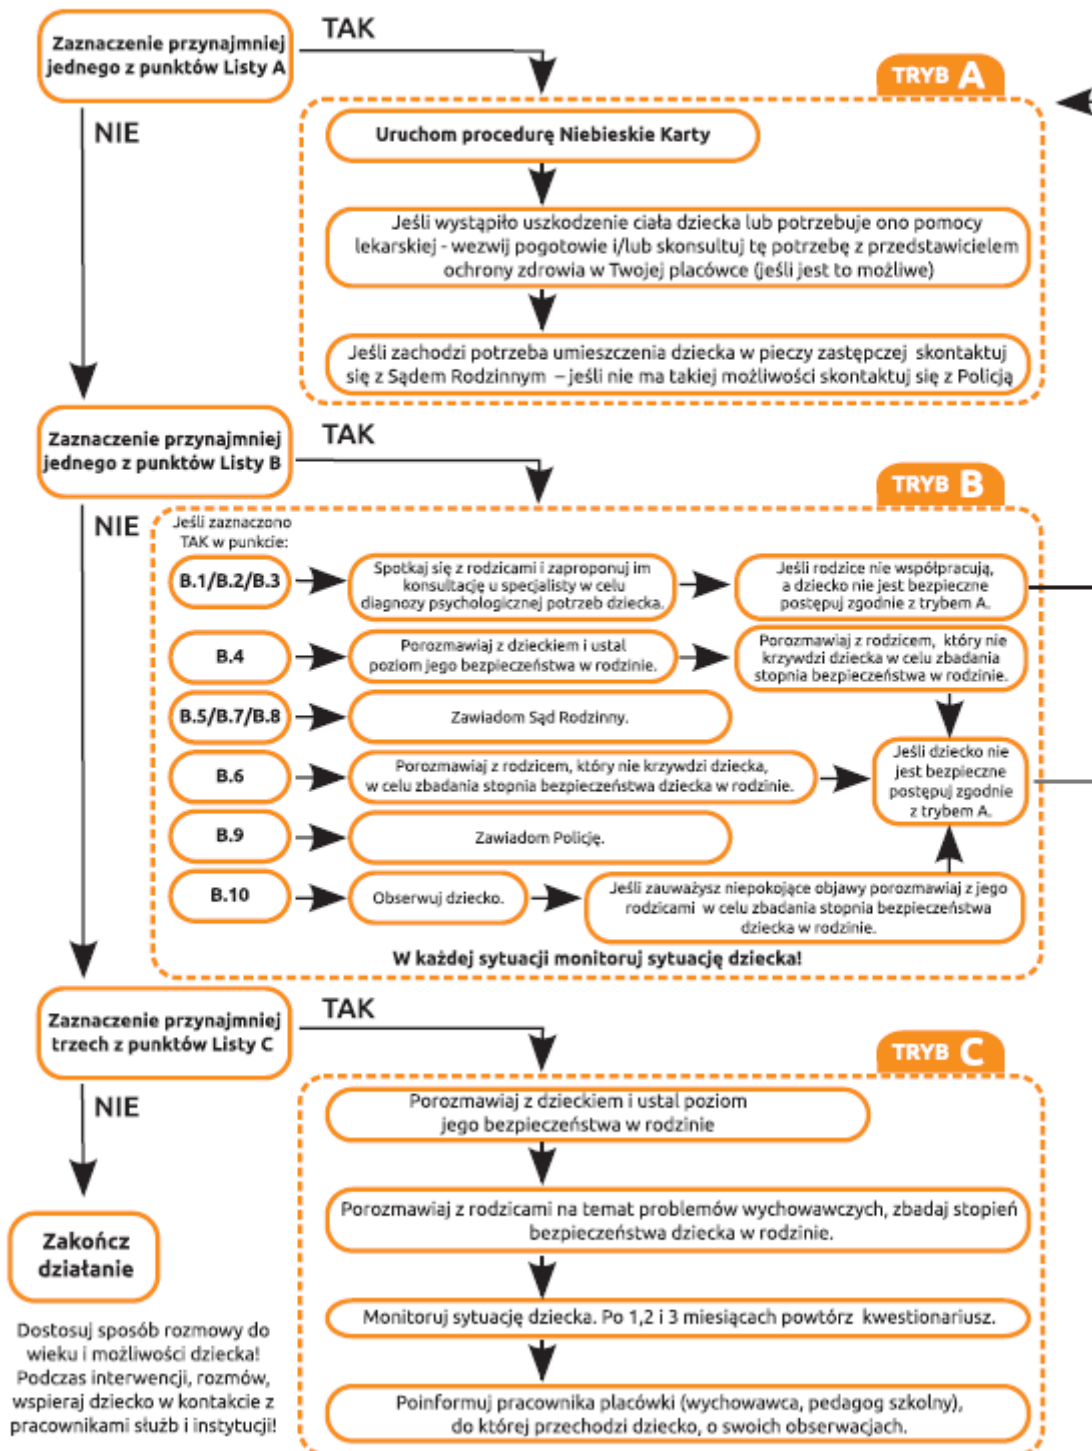 Zaznaczenie przynajmniej
jednego z punktów Listy A
TAK
NIE
TRYB A
Uruchom procedurę Niebieskie Karty
Jeśli wystąpiło uszkodzenie ciała dziecka lub potrzebuje ono pomocy
lekarskiej - wezwij pogotowie i/lub skonsultuj tę potrzebę z przedstawicielem
ochrony zdrowia w Twojej placówce (jeśli jest to możliwe)
Jeśli zachodzi potrzeba umieszczenia dziecka w pieczy zastępczej skontaktuj
się z Sądem Rodzinnym – jeśli nie ma takiej możliwości skontaktuj się z Policją
Zaznaczenie przynajmniej
jednego z punktów Listy B
TAK
NIE
TRYB B
Jeśli zaznaczono
TAK w punkcie:
B.1/B.2/B.3
Spotkaj się z rodzicami i zaproponuj im
konsultację u specjalisty w celu
diagnozy psychologicznej potrzeb dziecka.
Jeśli rodzice nie współpracują,
a dziecko nie jest bezpieczne
postępuj zgodnie z trybem A.
B.4
Porozmawiaj z dzieckiem i ustal
poziom jego bezpieczeństwa w rodzinie.
Porozmawiaj z rodzicem, który nie
krzywdzi dziecka w celu zbadania
stopnia bezpieczeństwa w rodzinie.
B.5/B.7/B.8
Zawiadom Sąd Rodzinny.
B.6
Porozmawiaj z rodzicem, który nie krzywdzi dziecka,
w celu zbadania stopnia bezpieczeństwa dziecka w rodzinie.
Jeśli dziecko nie
jest bezpieczne
postępuj zgodnie
z trybem A.
B.9
Zawiadom Policję.
B.10
Obserwuj dziecko.
Jeśli zauważysz niepokojące objawy porozmawiaj z jego
rodzicami w celu zbadania stopnia bezpieczeństwa
dziecka w rodzinie.
W każdej sytuacji monitoruj sytuację dziecka!
Zaznaczenie przynajmniej
trzech z punktów Listy C
TAK
NIE
TRYB C
Porozmawiaj z dzieckiem i ustal poziom
jego bezpieczeństwa w rodzinie
Porozmawiaj z rodzicami na temat problemów wychowawczych, zbadaj stopień
bezpieczeństwa dziecka w rodzinie.
Monitoruj sytuację dziecka. Po 1,2 i 3 miesiącach powtórz kwestionariusz.
Poinformuj pracownika placówki (wychowawca, pedagog szkolny),
do której przechodzi dziecko, o swoich obserwacjach.
Zakończ
działanie
Dostosuj sposób rozmowy do
wieku i możliwości dziecka!
Podczas interwencji, rozmów,
wspieraj dziecko w kontakcie z
pracownikami służb i instytucji!